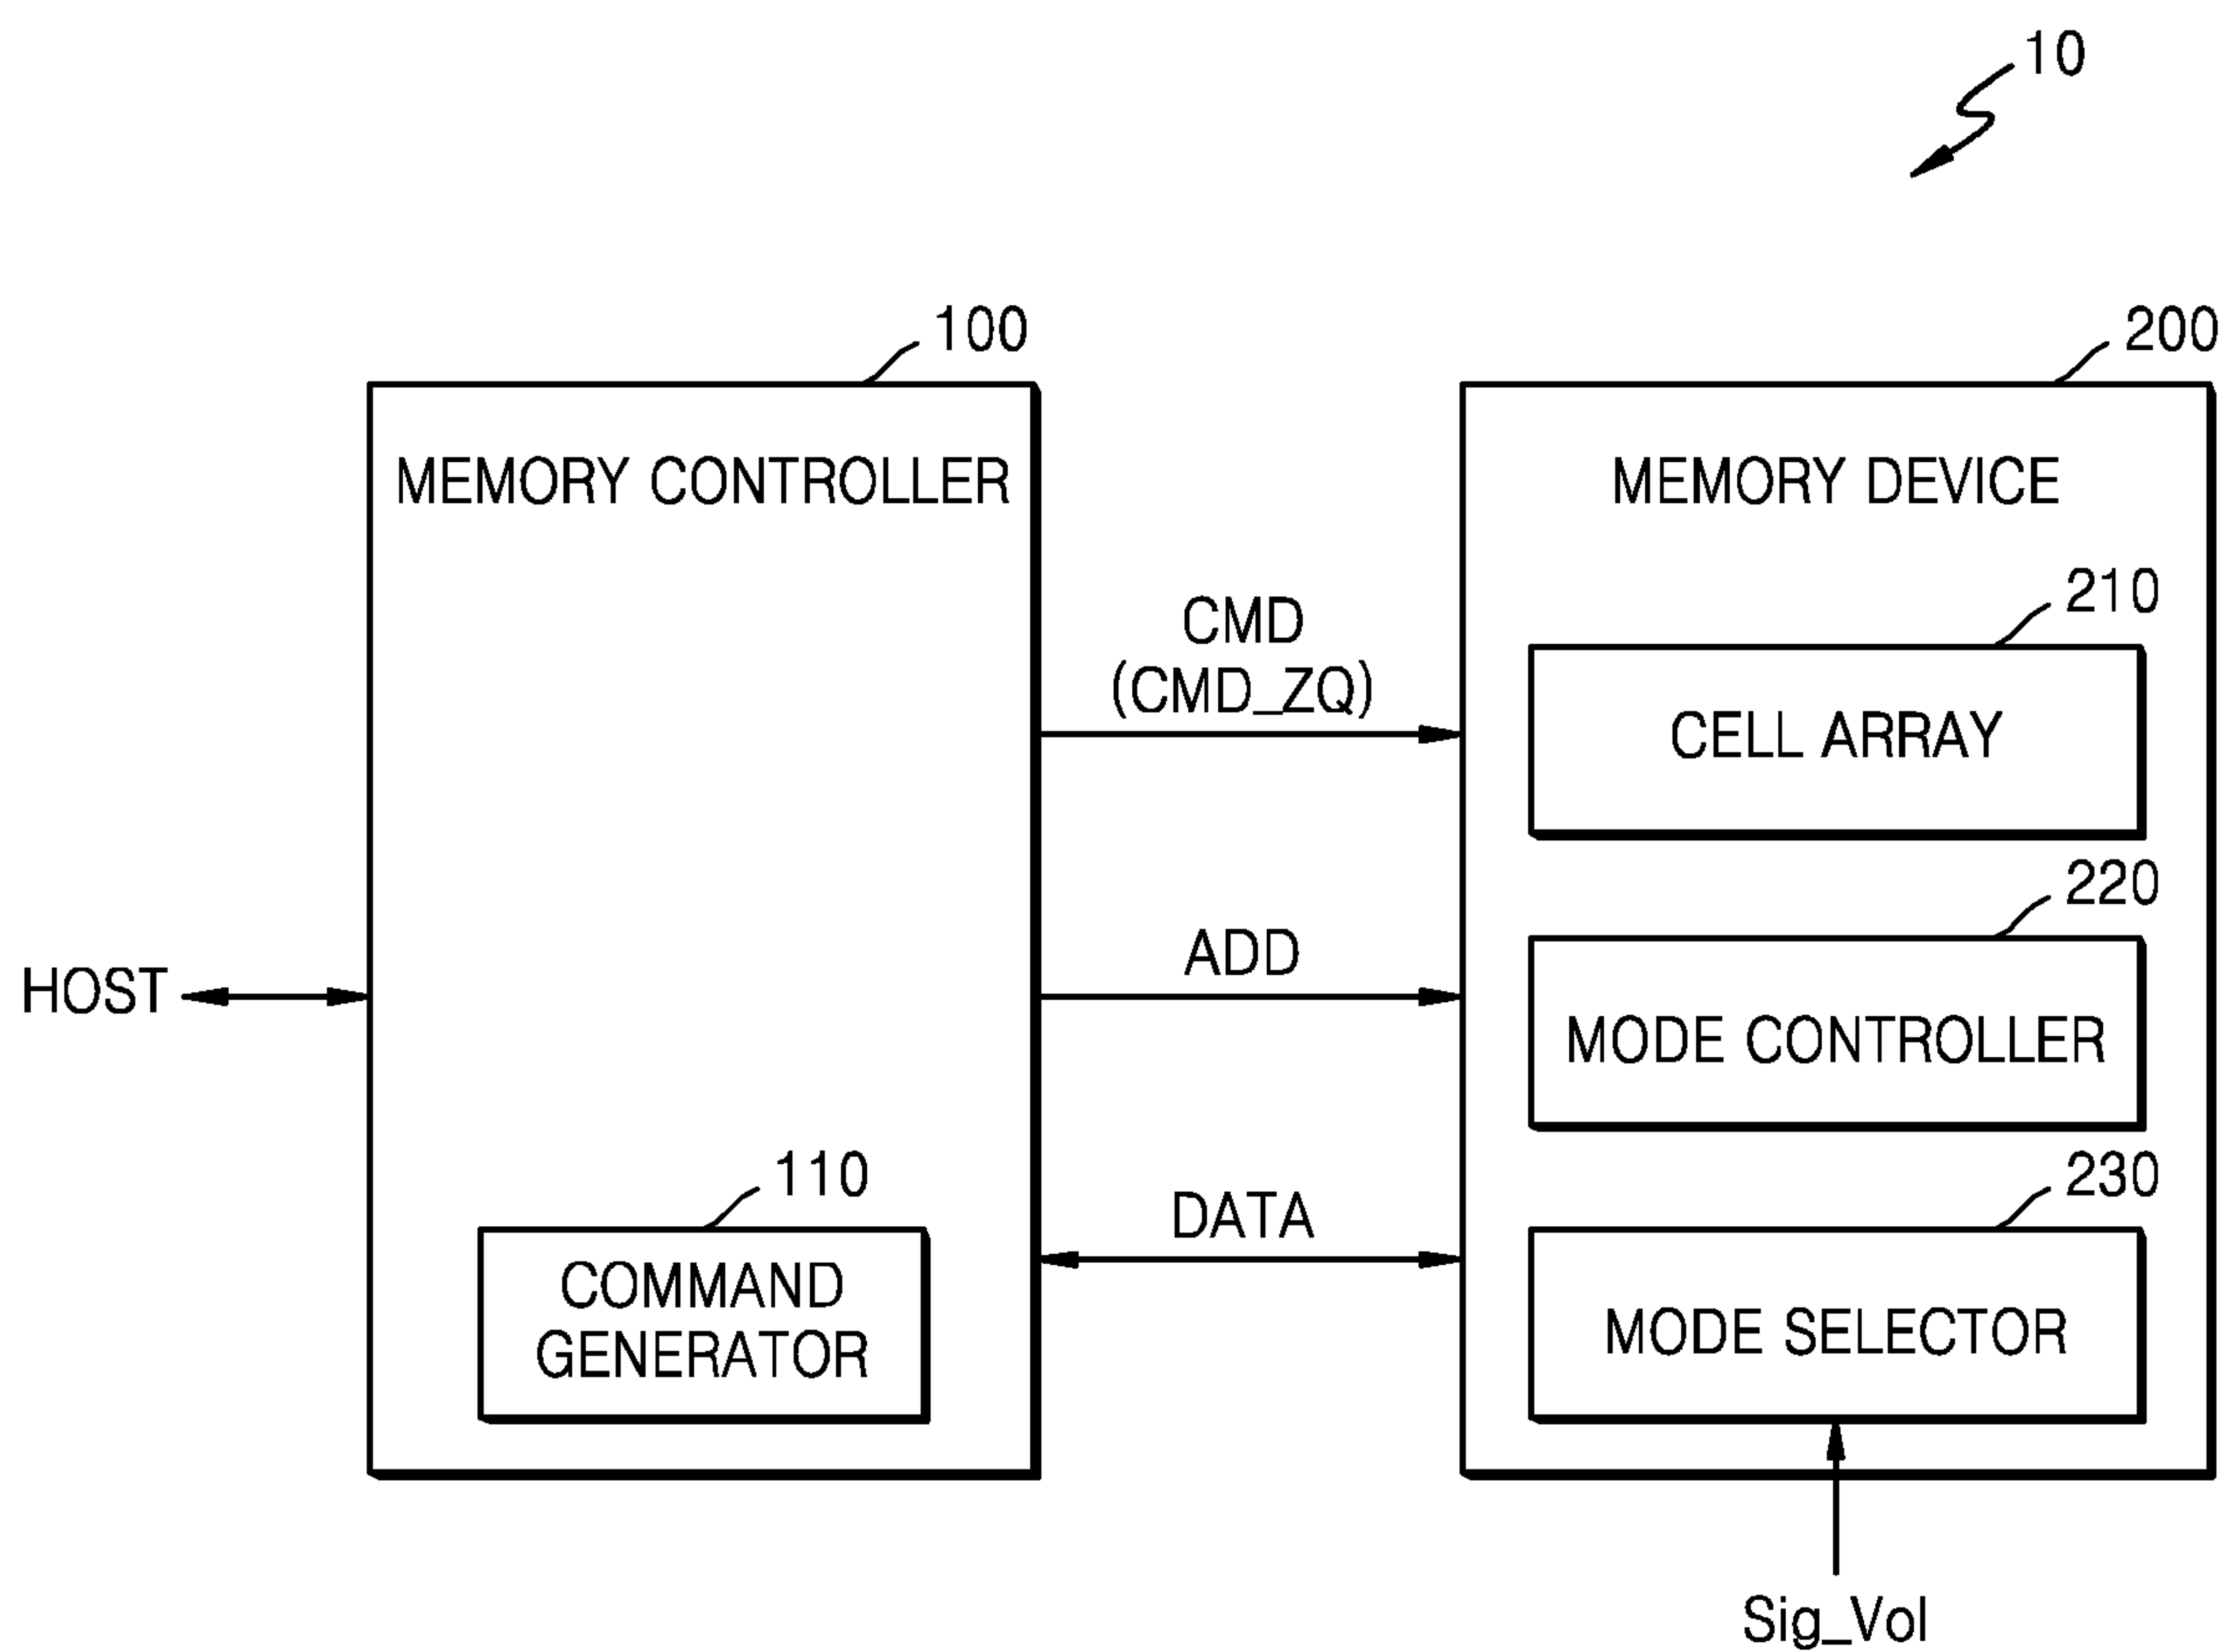 10
100
200
MEMORY CONTROLLER
MEMORY DEVICE
CMD
(CMD_ZQ)
210
CELL ARRAY
220
ADD
HOST
MODE CONTROLLER
110
230
DATA
COMMAND
GENERATOR
MODE SELECTOR
Sig_Vol